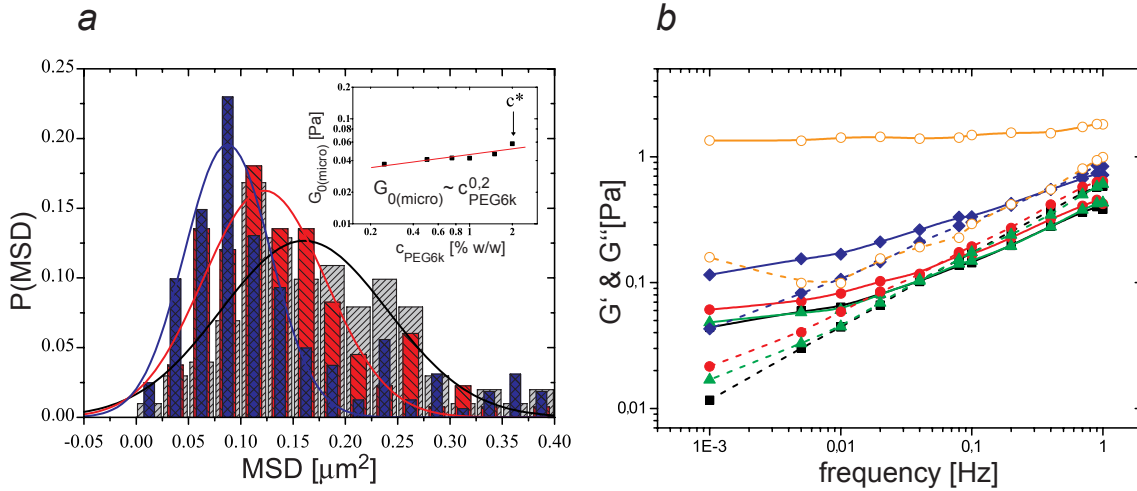 a
b
0.25
0.20
0.15
0.10
0.05
0.00
P(MSD)
-0.05 0.00 0.05 0.10 0.15 0.20 0.25 0.30 0.35 0.40
MSD [μm²]
0.2
0.1
0.08
0.06
0.04
0.02
0.01
G0(micro) [Pa]
c*
G0(micro) ~ c0,2 PEG6k
0.2 0.4 0.6 0.8 1 2
cPEG6k [% w/w]
1
0.1
0.01
G' & G''[Pa]
1E-3 0.01 0.1 1
frequency [Hz]